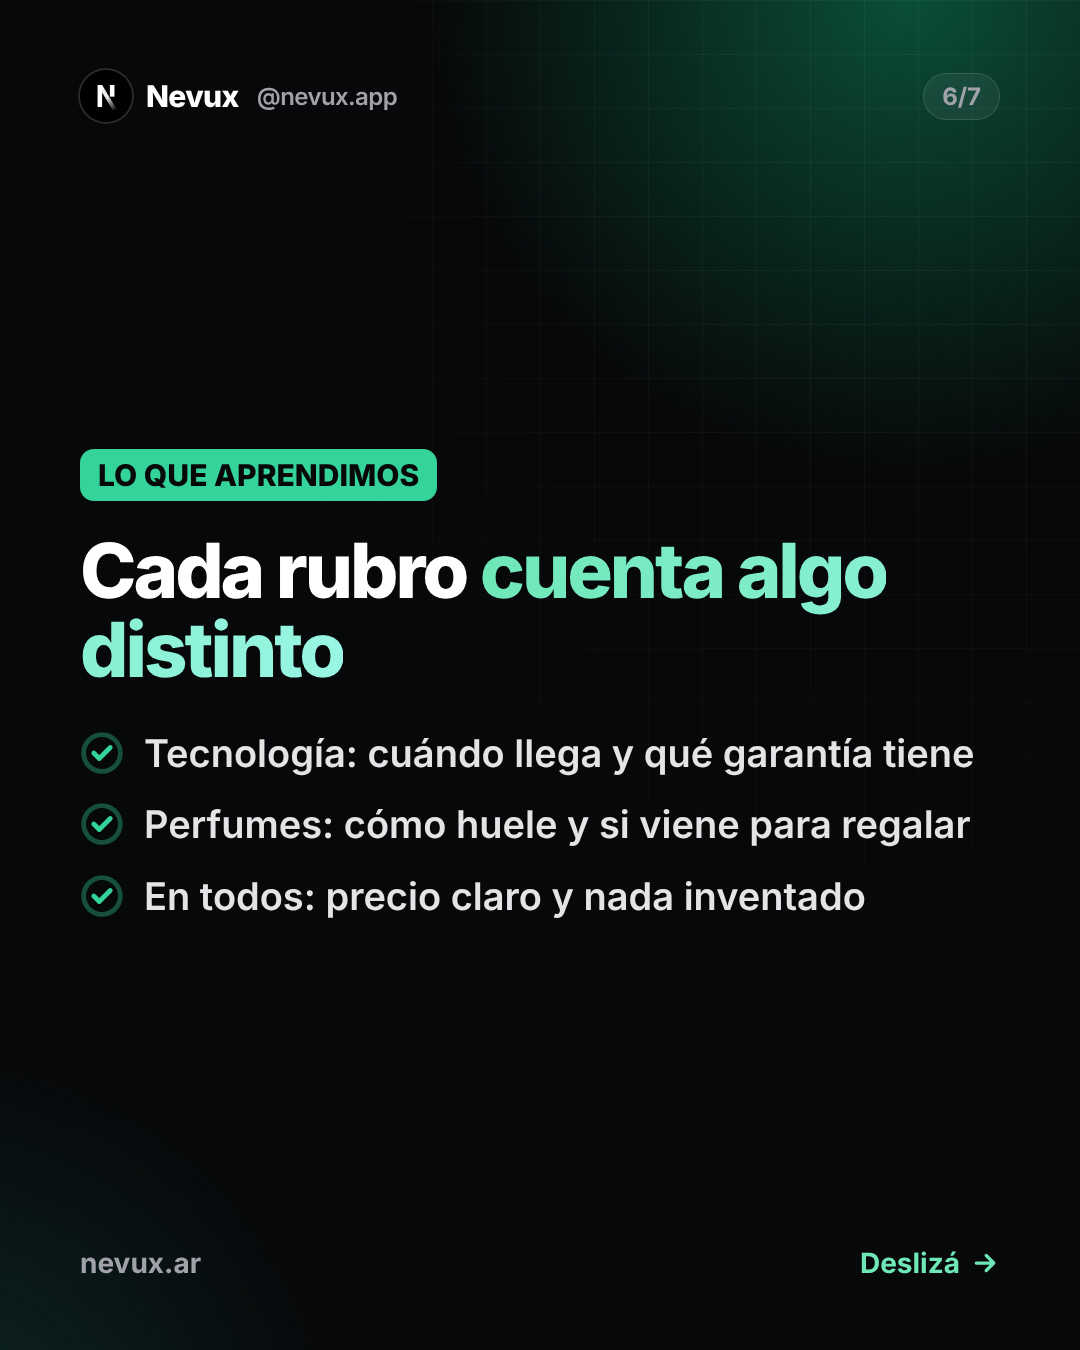 N Nevux @nevux.app 6/7
LO QUE APRENDIMOS
Cada rubro cuenta algo
distinto
Tecnología: cuándo llega y qué garantía tiene
Perfumes: cómo huele y si viene para regalar
En todos: precio claro y nada inventado
nevux.ar Deslizá →